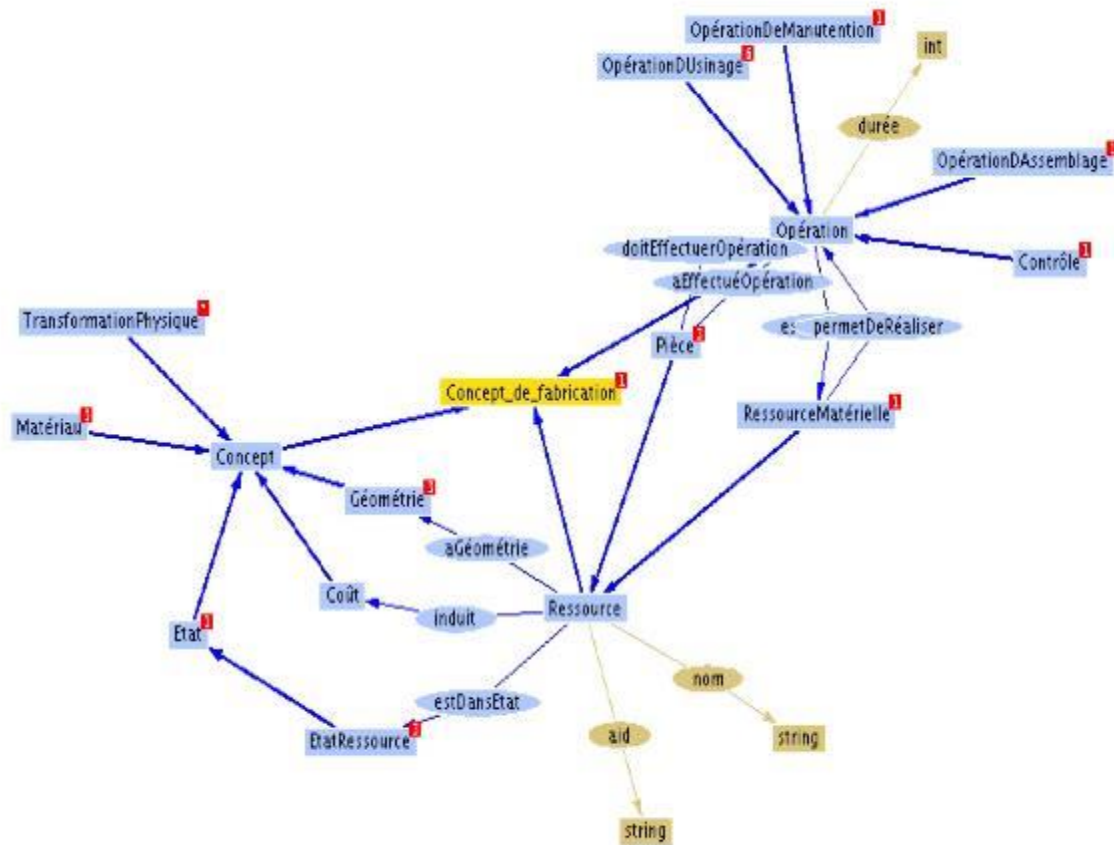 OpérationDeManutention
int
OpérationDUsinage
durée
OpérationDAssemblage
Opération
doitEffectuerOpération
Contrôle
aEffectuéOpération
TransformationPhysique
permetDeRéaliser
Pièce
Concept_de_fabrication
RessourceMatérielle
Matériau
Concept
Géométrie
aGéométrie
Coût
Ressource
induit
Etat
nom
estDansEtat
EtatRessource
aid
string
string